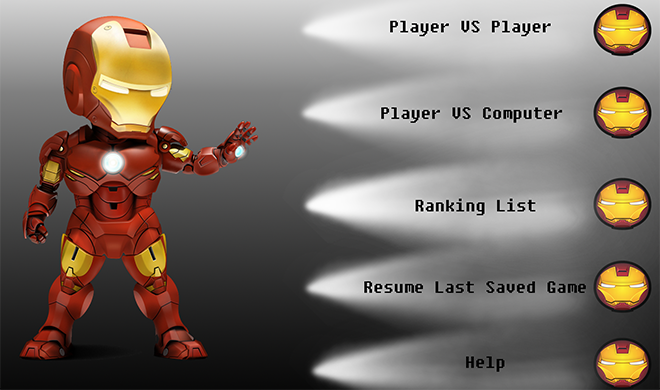 Player VS Player
Player VS Computer
Ranking List
Resume Last Saved Game
Help